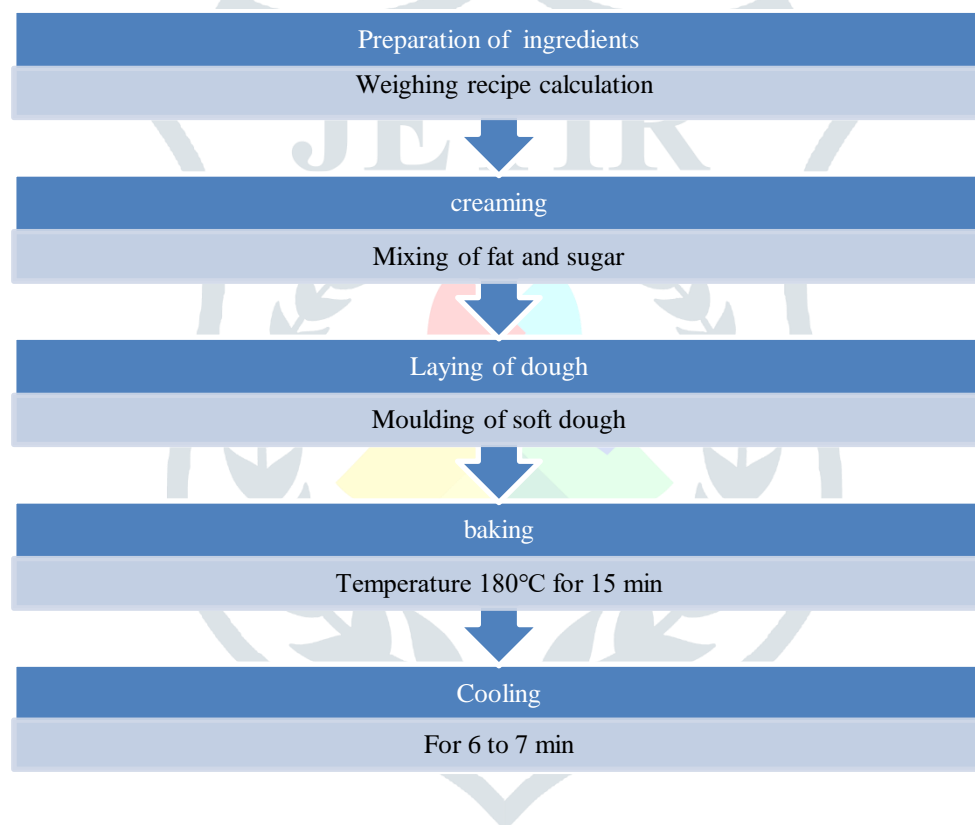 Preparation of ingredients
Weighing recipe calculation
JETIR
creaming
Mixing of fat and sugar
Laying of dough
Moulding of soft dough
baking
Temperature 180°C for 15 min
Cooling
For 6 to 7 min